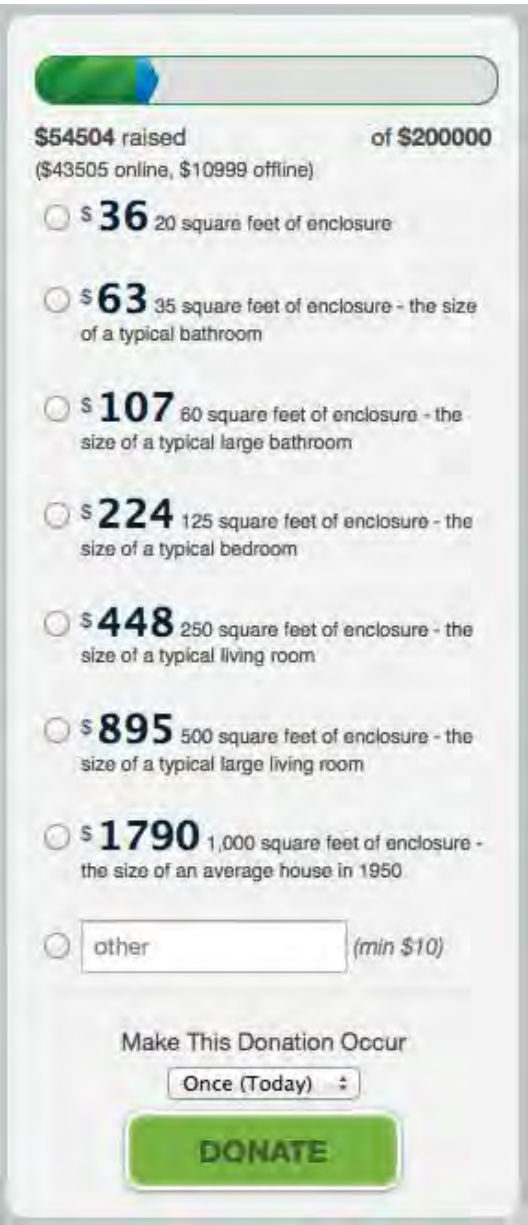 $54504 raised of $200000
($43505 online, $10999 offline)
$ 36 20 square feet of enclosure
$ 63 35 square feet of enclosure - the size
of a typical bathroom
$ 107 60 square feet of enclosure - the
size of a typical large bathroom
$ 224 125 square feet of enclosure - the
size of a typical bedroom
$ 448 250 square feet of enclosure - the
size of a typical living room
$ 895 500 square feet of enclosure - the
size of a typical large living room
$ 1790 1,000 square feet of enclosure -
the size of an average house in 1950
other (min $10)
Make This Donation Occur
Once (Today)
DONATE